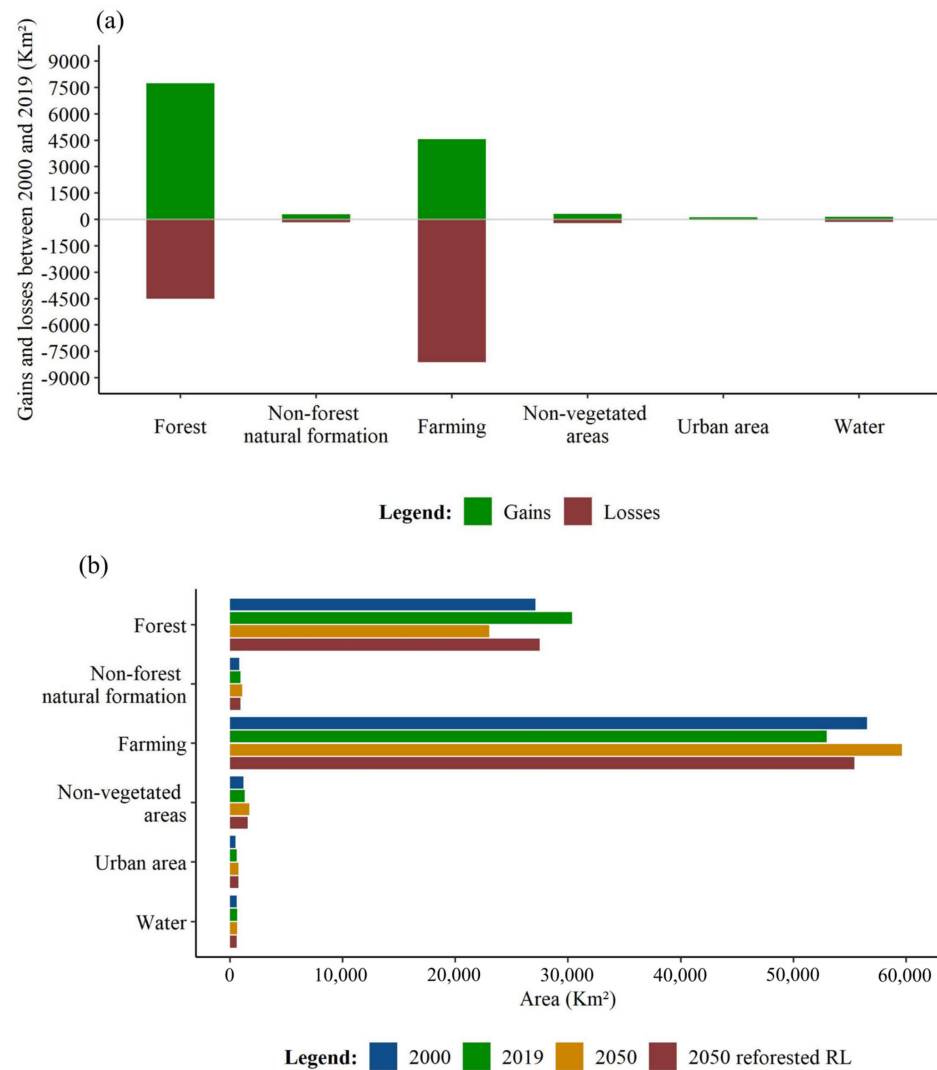 (a)
Gains and losses between 2000 and 2019 (Km²)
9000
7500
6000
4500
3000
1500
0
-1500
-3000
-4500
-6000
-7500
-9000
Forest
Non-forest
natural formation
Farming
Non-vegetated
areas
Urban area
Water
Legend: Gains Losses
(b)
Forest
Non-forest
natural formation
Farming
Non-vegetated
areas
Urban area
Water
0 10,000 20,000 30,000 40,000 50,000 60,000
Area (Km²)
Legend: 2000 2019 2050 2050 reforested RL